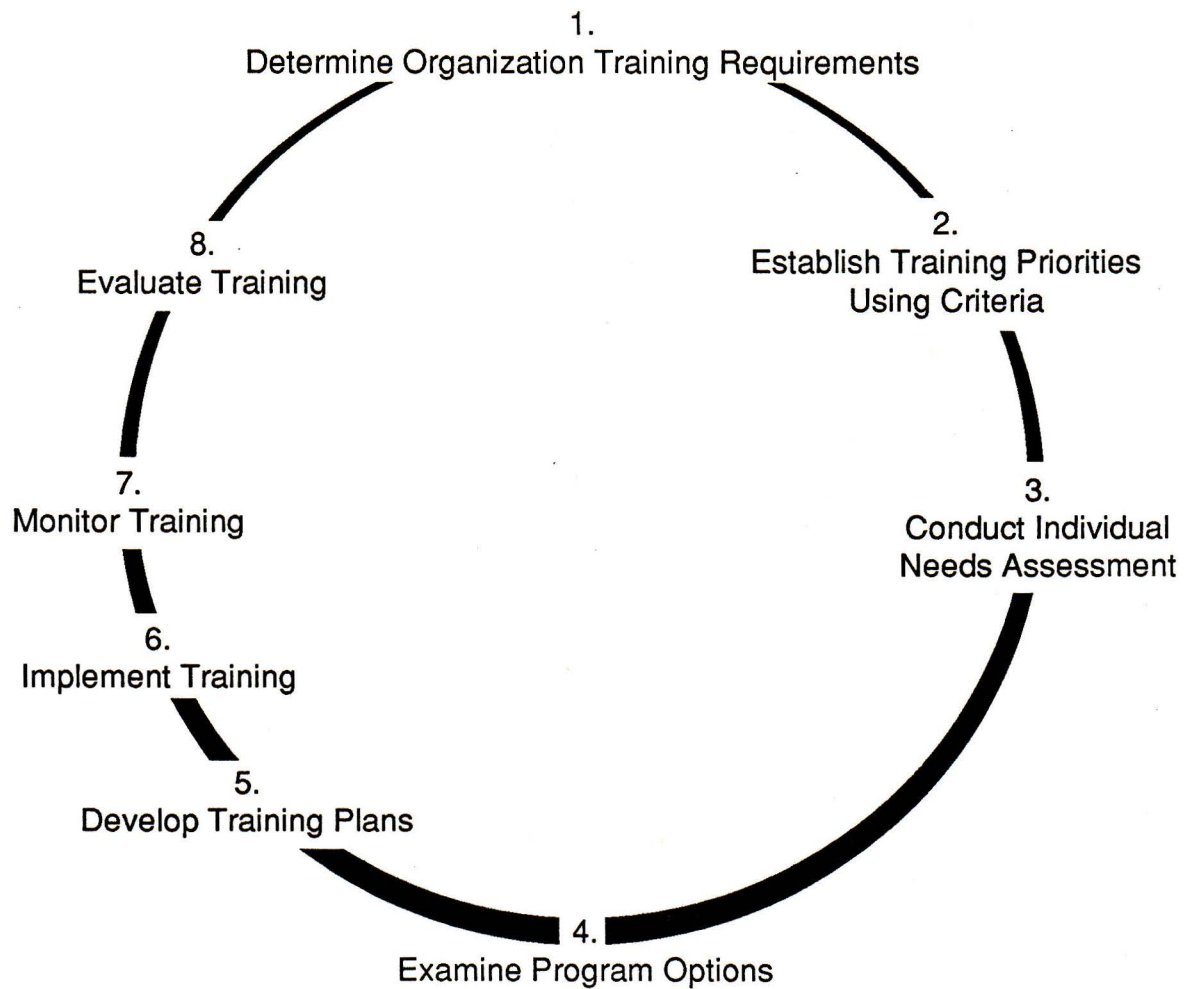 1.
Determine Organization Training Requirements
2.
Establish Training Priorities
Using Criteria
3.
Conduct Individual
Needs Assessment
4.
Examine Program Options
5.
Develop Training Plans
6.
Implement Training
7.
Monitor Training
8.
Evaluate Training